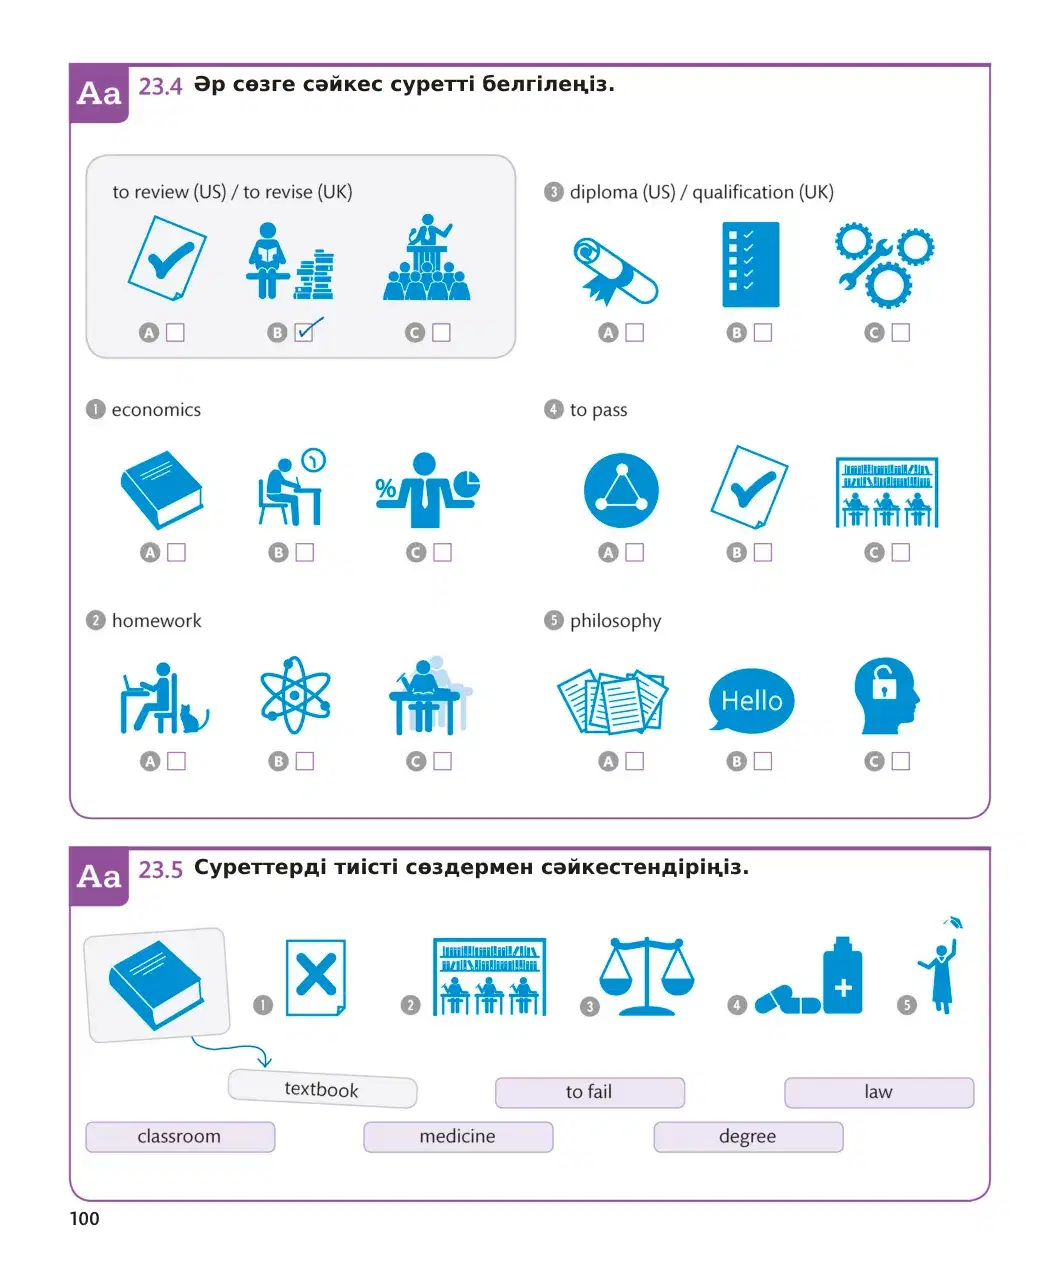 Aa 23.4 Әр сөзге сәйкес суретті белгілеңіз.
to review (US) / to revise (UK)
A B C
1 economics
%
A B C
2 homework
A B C
3 diploma (US) / qualification (UK)
A B C
4 to pass
A B C
5 philosophy
Hello
A B C
Aa 23.5 Суреттерді тиісті сөздермен сәйкестендіріңіз.
1 2 3 4 5
textbook to fail law
classroom medicine degree
100